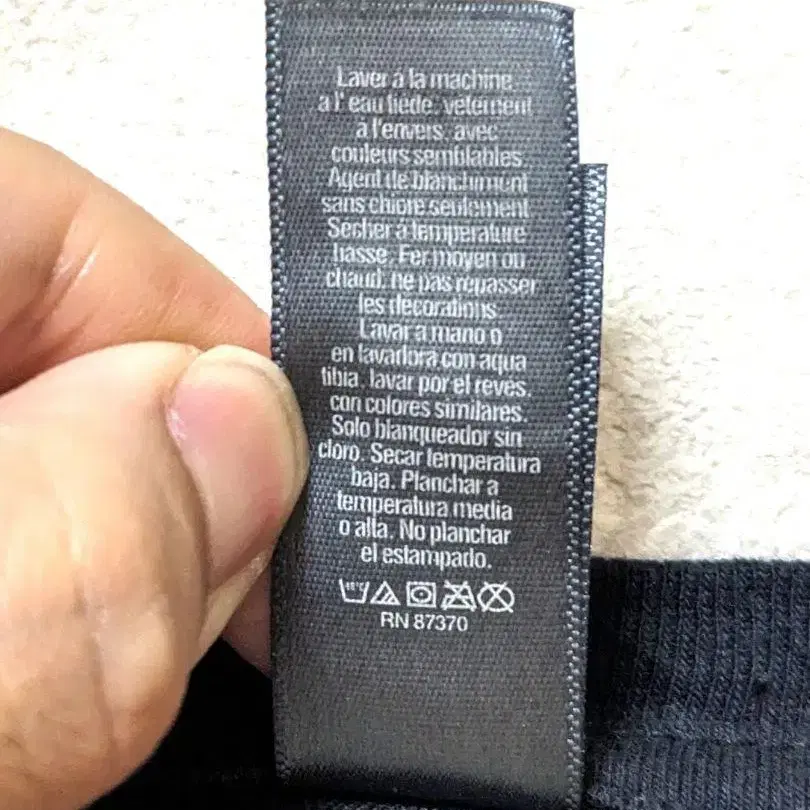 Laver à la machine
a l'eau tiède, vêtement
à l'envers, avec
couleurs semblables.
Agent de blanchiment
sans chlore seulement
Sécher à température
basse. Fer moyen ou
chaud. ne pas repasser
les décorations.
Lavar a mano o
en lavadora con aqua
tibia. lavar por el revés.
con colores similares.
Solo blanqueador sin
cloro. Secar temperatura
baja. Planchar a
temperatura media
o alta. No planchar
el estampado.
RN 87370